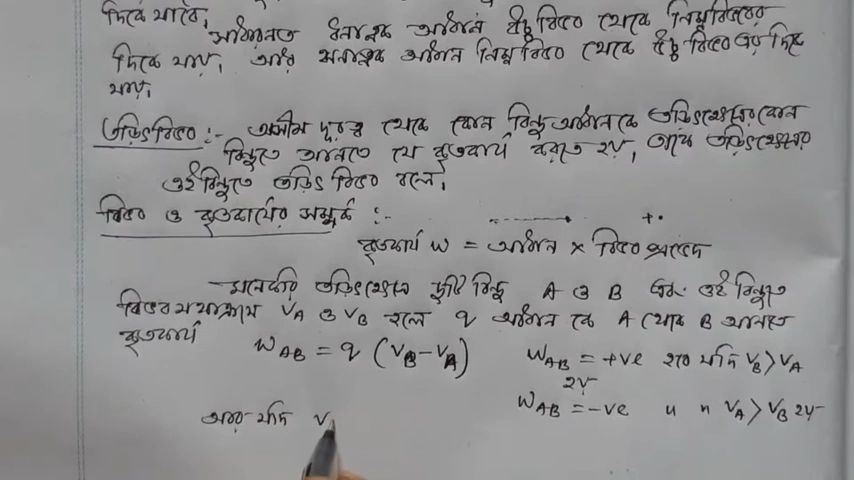 দিকে যাবে।
সাধারনত ধনাত্মক আধান উচ্চ বিভব থেকে নিম্নবিভবের
দিকে যায়, আর ঋনাত্মক আধান নিম্ন বিভব থেকে উচ্চ বিভব এর দিকে
যায়,
তড়িৎ বিভব :- অসীম দূরত্ব থেকে কোন বিন্দু আধানকে তড়িৎক্ষেত্রের কোন
বিন্দুতে আনতে যে কৃতকার্য করতে হয়, তাকে তড়িৎক্ষেত্রের
ওই বিন্দুতে তড়িৎ বিভব বলে।
বিভব ও কৃতকার্যের সম্পর্ক :-
+.
কৃতকার্য W = আধান × বিভব প্রভেদ
মনেকরি তড়িৎক্ষেত্রে দুটি বিন্দু A ও B এবং ওই বিন্দুতে
বিভব যথাক্রমে VA ও VB হলে q আধান কে A থেকে B আনতে
কৃতকার্য
WAB = q (VB - VA)
WAB = +ve হবে যদি VB > VA
হয়
WAB = -ve " " VA > VB হয়
আর যদি V